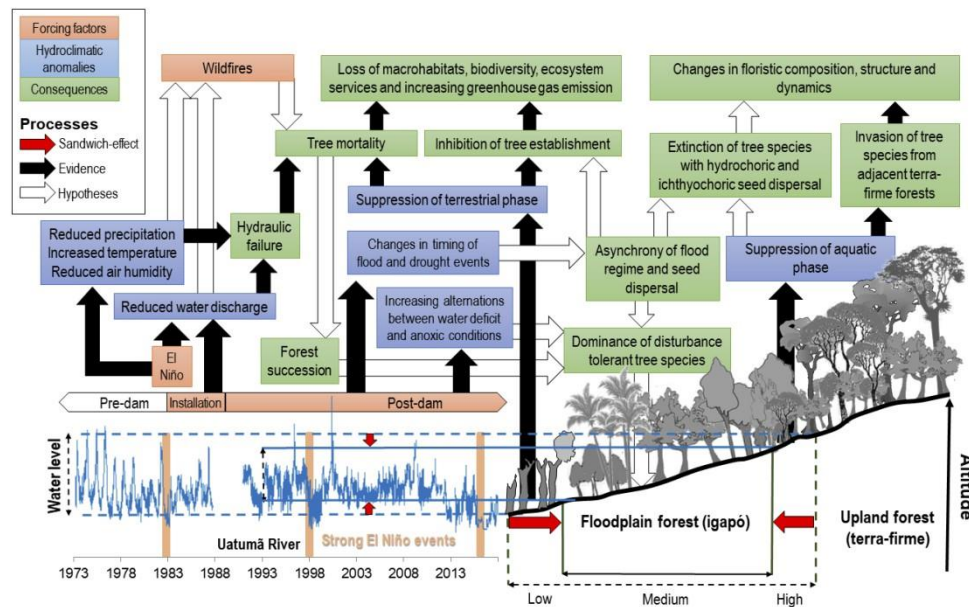 Forcing factors
Hydroclimatic
anomalies
Consequences
Processes
Sandwich-effect
Evidence
Hypotheses
Wildfires
Loss of macrohabitats, biodiversity, ecosystem
services and increasing greenhouse gas emission
Changes in floristic composition, structure and
dynamics
Tree mortality
Inhibition of tree establishment
Extinction of tree species
with hydrochoric and
ichthyochoric seed dispersal
Invasion of tree
species from
adjacent terra-
firme forests
Suppression of terrestrial phase
Reduced precipitation
Increased temperature
Reduced air humidity
Hydraulic
failure
Changes in timing of
flood and drought events
Asynchrony of flood
regime and seed
dispersal
Suppression of aquatic
phase
Reduced water discharge
Increasing alternations
between water deficit
and anoxic conditions
El
Niño
Forest
succession
Dominance of disturbance
tolerant tree species
Pre-dam
Installation
Post-dam
Water level
Altitude
Uatumã River
Strong El Niño events
Floodplain forest (igapó)
Upland forest
(terra-firme)
1973 1978 1983 1988 1993 1998 2003 2008 2013
Low Medium High